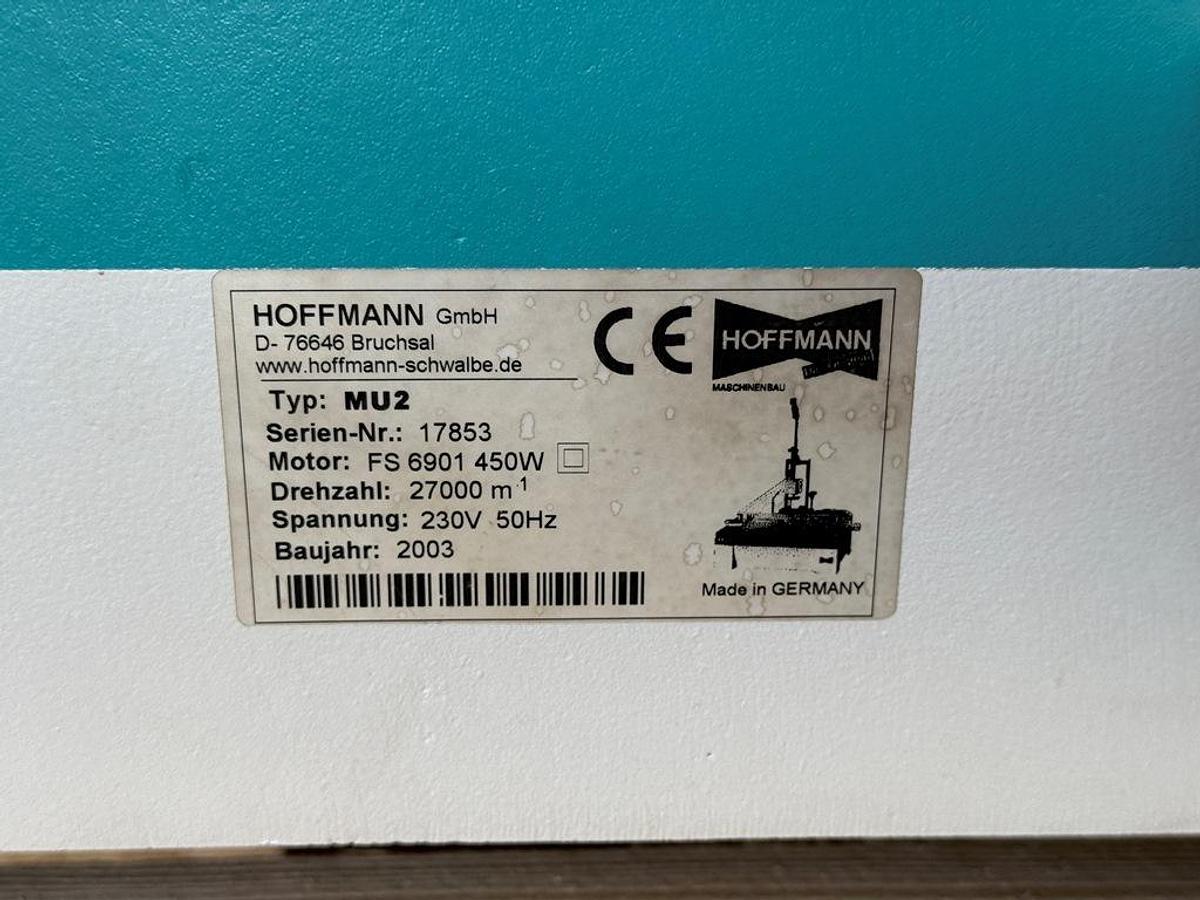 HOFFMANN GmbH
D- 76646 Bruchsal
www.hoffmann-schwalbe.de
Typ: MU2
Serien-Nr.: 17853
Motor: FS 6901 450W
Drehzahl: 27000 m-1
Spannung: 230V 50Hz
Baujahr: 2003
CE
HOFFMANN
MASCHINENBAU
Made in GERMANY